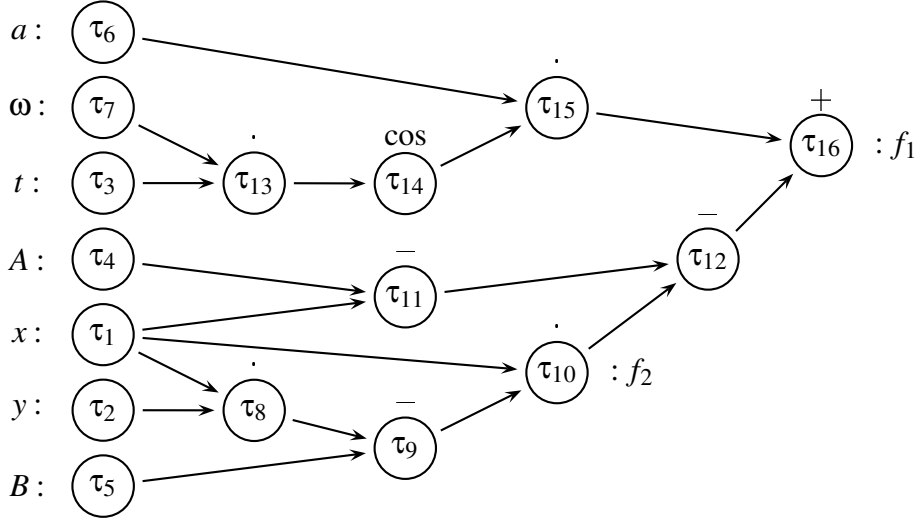 a : τ6
·
ω : τ7 τ15 +
· cos τ16 : f1
t : τ3 τ13 τ14
A : τ4 − −
τ12
τ11
x : τ1 ·
· τ10 : f2
y : τ2 τ8 −
τ9
B : τ5